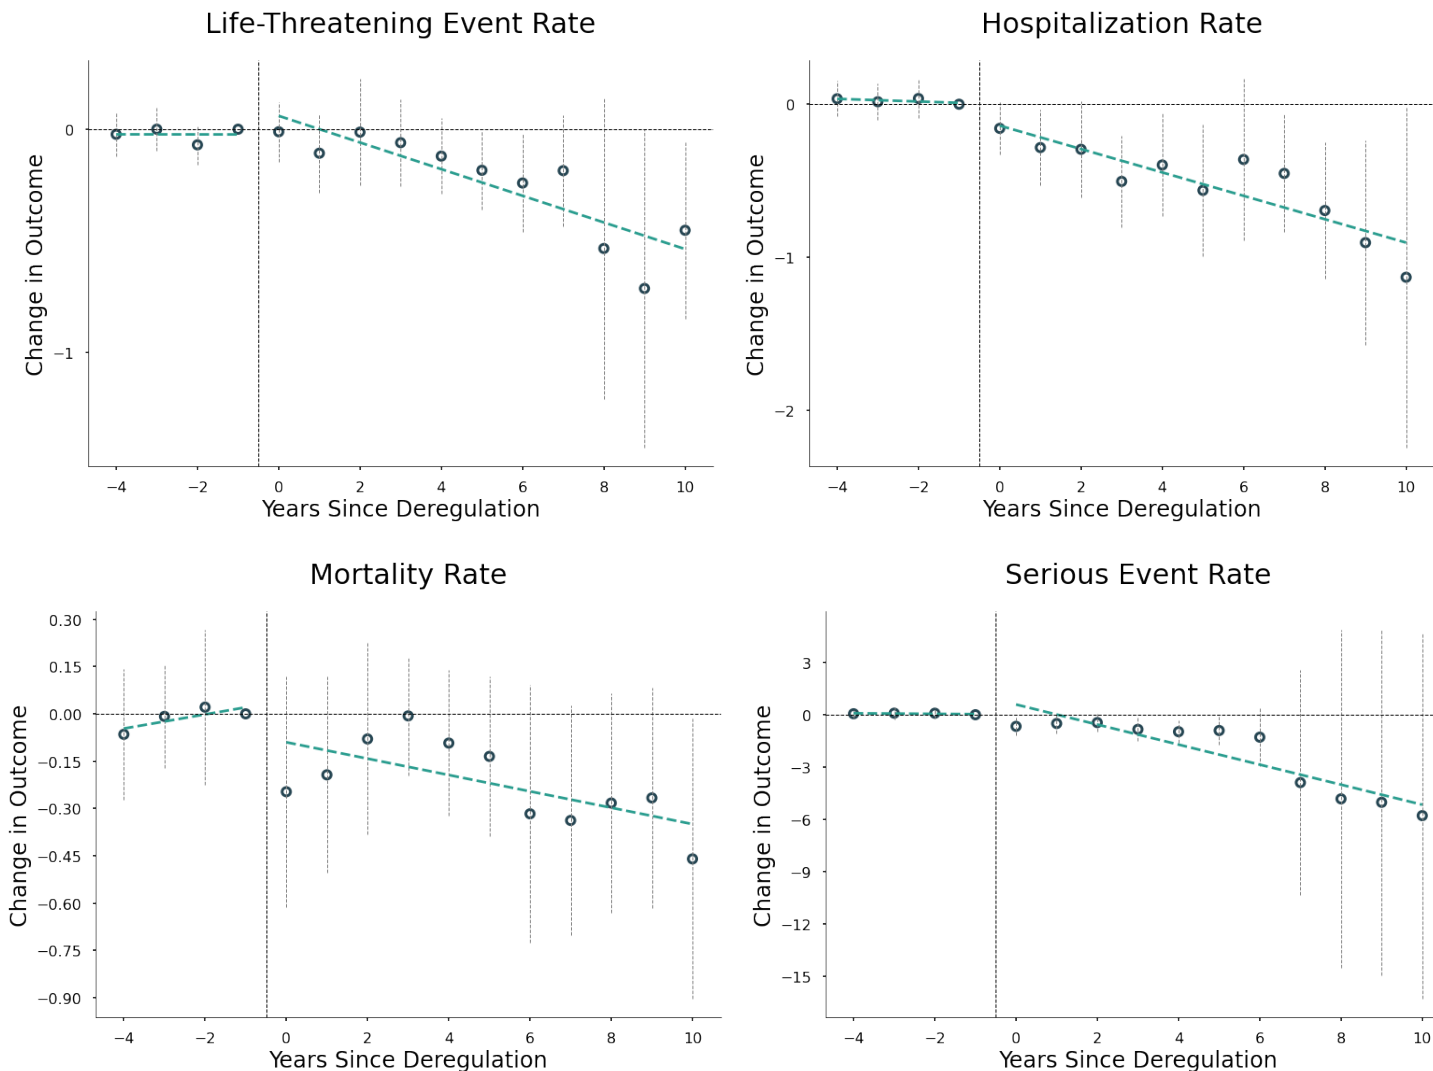 Life-Threatening Event Rate
Change in Outcome
0
−1
−4 −2 0 2 4 6 8 10
Years Since Deregulation
Hospitalization Rate
Change in Outcome
0
−1
−2
−4 −2 0 2 4 6 8 10
Years Since Deregulation
Mortality Rate
Change in Outcome
0.30
0.15
0.00
−0.15
−0.30
−0.45
−0.60
−0.75
−0.90
−4 −2 0 2 4 6 8 10
Years Since Deregulation
Serious Event Rate
Change in Outcome
3
0
−3
−6
−9
−12
−15
−4 −2 0 2 4 6 8 10
Years Since Deregulation